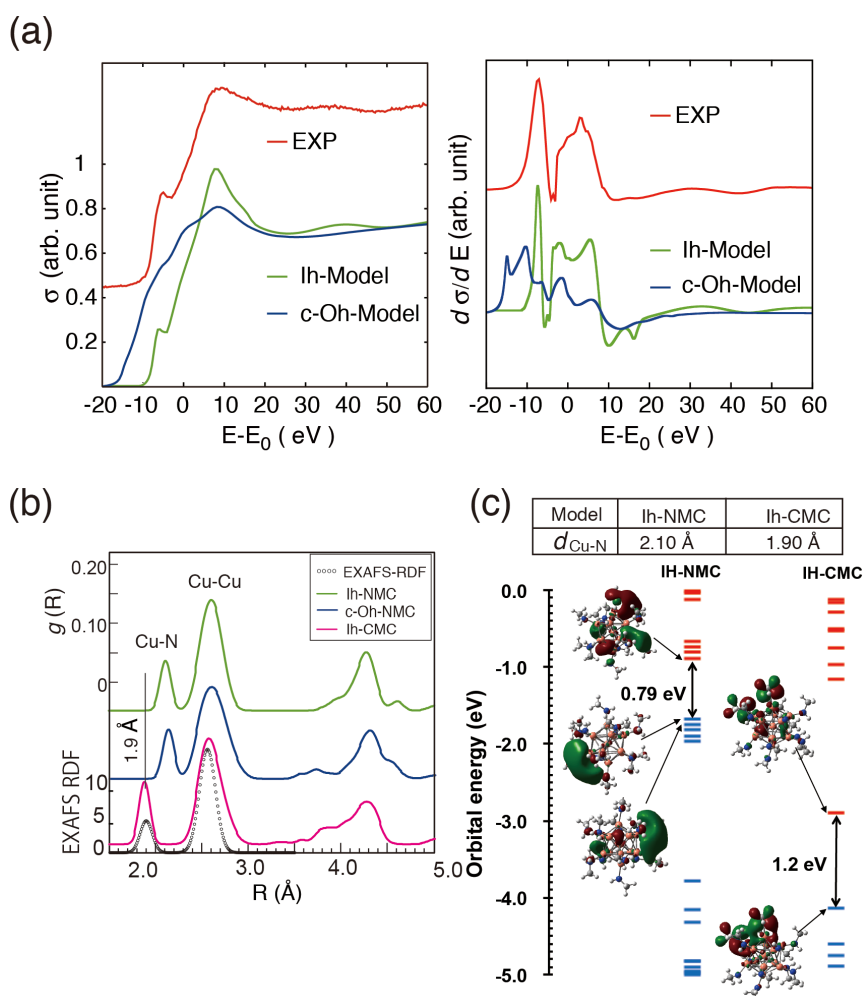 (a)
σ (arb. unit)
1
0.8
0.6
0.4
0.2
EXP
Ih-Model
c-Oh-Model
-20 -10 0 10 20 30 40 50 60
E-E0 ( eV )
d σ/d E (arb. unit)
EXP
Ih-Model
c-Oh-Model
-20 -10 0 10 20 30 40 50 60
E-E0 ( eV )
(b)
g (R)
0.20
0.15
0.10
0
Cu-N
Cu-Cu
EXAFS-RDF
Ih-NMC
c-Oh-NMC
Ih-CMC
1.9 Å
EXAFS RDF
10
5
0
2.0 3.0 4.0 5.0
R (Å)
(c)
Model Ih-NMC Ih-CMC
dCu-N 2.10 Å 1.90 Å
IH-NMC IH-CMC
Orbital energy (eV)
0.0
-1.0
-2.0
-3.0
-4.0
-5.0
0.79 eV
1.2 eV